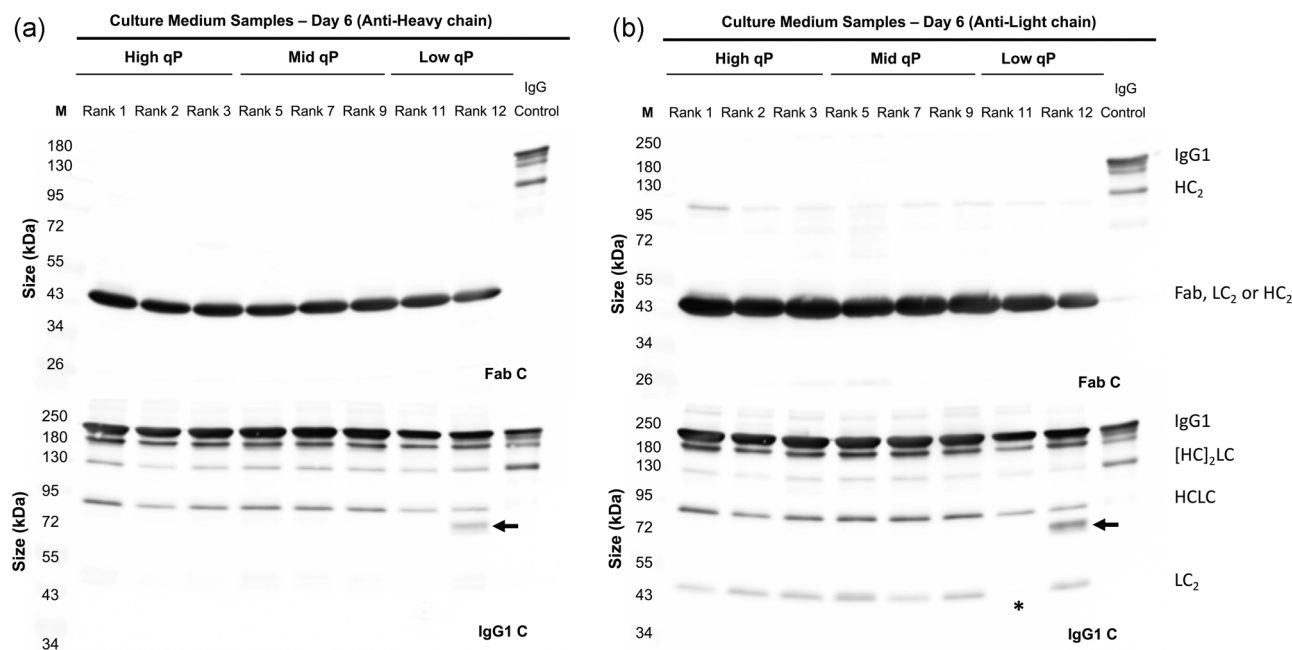 (a)
Culture Medium Samples – Day 6 (Anti-Heavy chain)
High qP Mid qP Low qP
IgG
M Rank 1 Rank 2 Rank 3 Rank 5 Rank 7 Rank 9 Rank 11 Rank 12 Control
Size (kDa)
180
130
95
72
55
43
34
26
Fab C
Size (kDa)
250
180
130
95
72
55
43
34
IgG1 C
(b)
Culture Medium Samples – Day 6 (Anti-Light chain)
High qP Mid qP Low qP
IgG
M Rank 1 Rank 2 Rank 3 Rank 5 Rank 7 Rank 9 Rank 11 Rank 12 Control
Size (kDa)
250
180
130
95
72
55
43
34
26
IgG1
HC2
Fab, LC2 or HC2
Fab C
Size (kDa)
250
180
130
95
72
55
43
34
IgG1
[HC]2LC
HCLC
LC2
*
IgG1 C